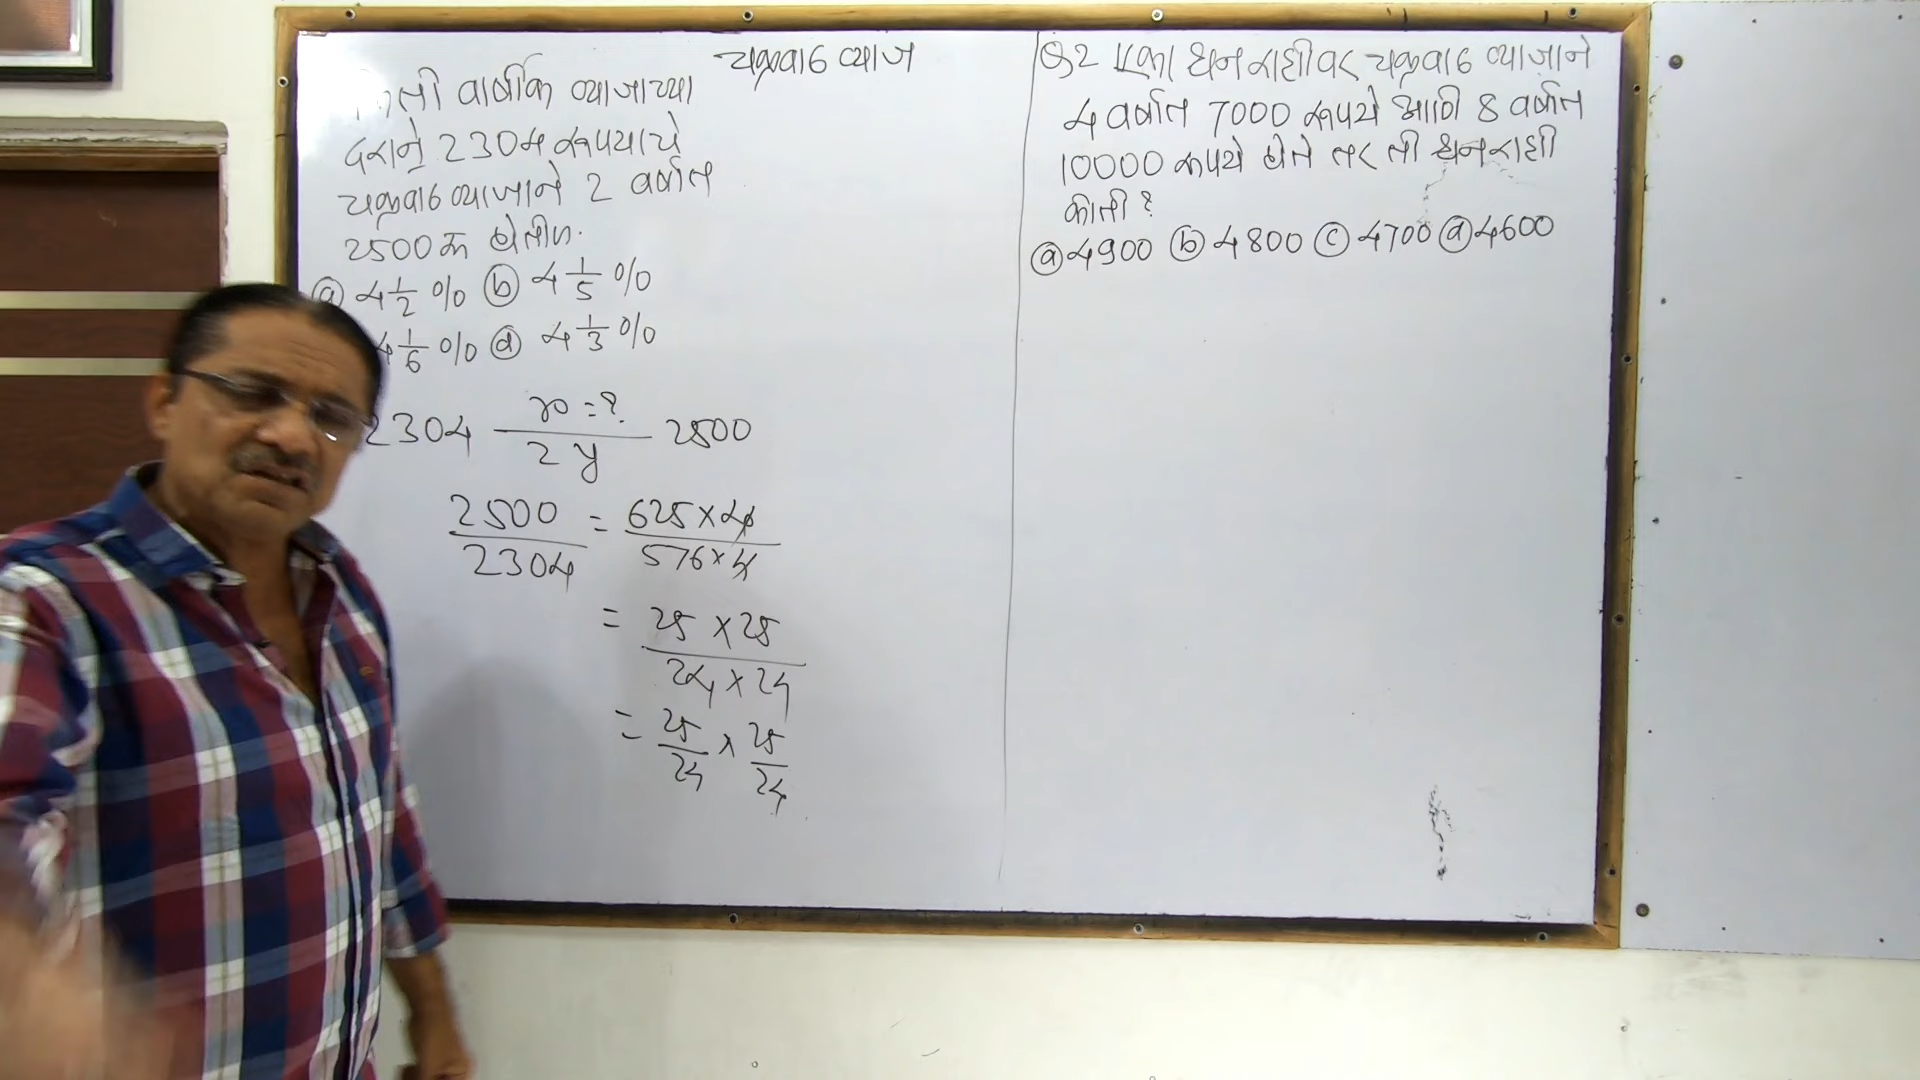 चक्रवाढ व्याज
किती वार्षीक व्याजाच्या
दराने 2304 रूपयाचे
चक्रवाढ व्याजाने 2 वर्षात
2500 रू होतील.
ⓐ 4 1/2 % ⓑ 4 1/5 %
4 1/6 % ⓓ 4 1/3 %
2304 r=? / 2 y 2500
2500/2304 = 625×4/576×4
= 25×25/24×24
= 25/24 × 25/24
Q2 एका धनराशीवर चक्रवाढ व्याजाने
4 वर्षात 7000 रूपये आणि 8 वर्षात
10000 रूपये होते तर ती धनराशी
कोती ?
ⓐ 4900 ⓑ 4800 ⓒ 4700 ⓓ 4600